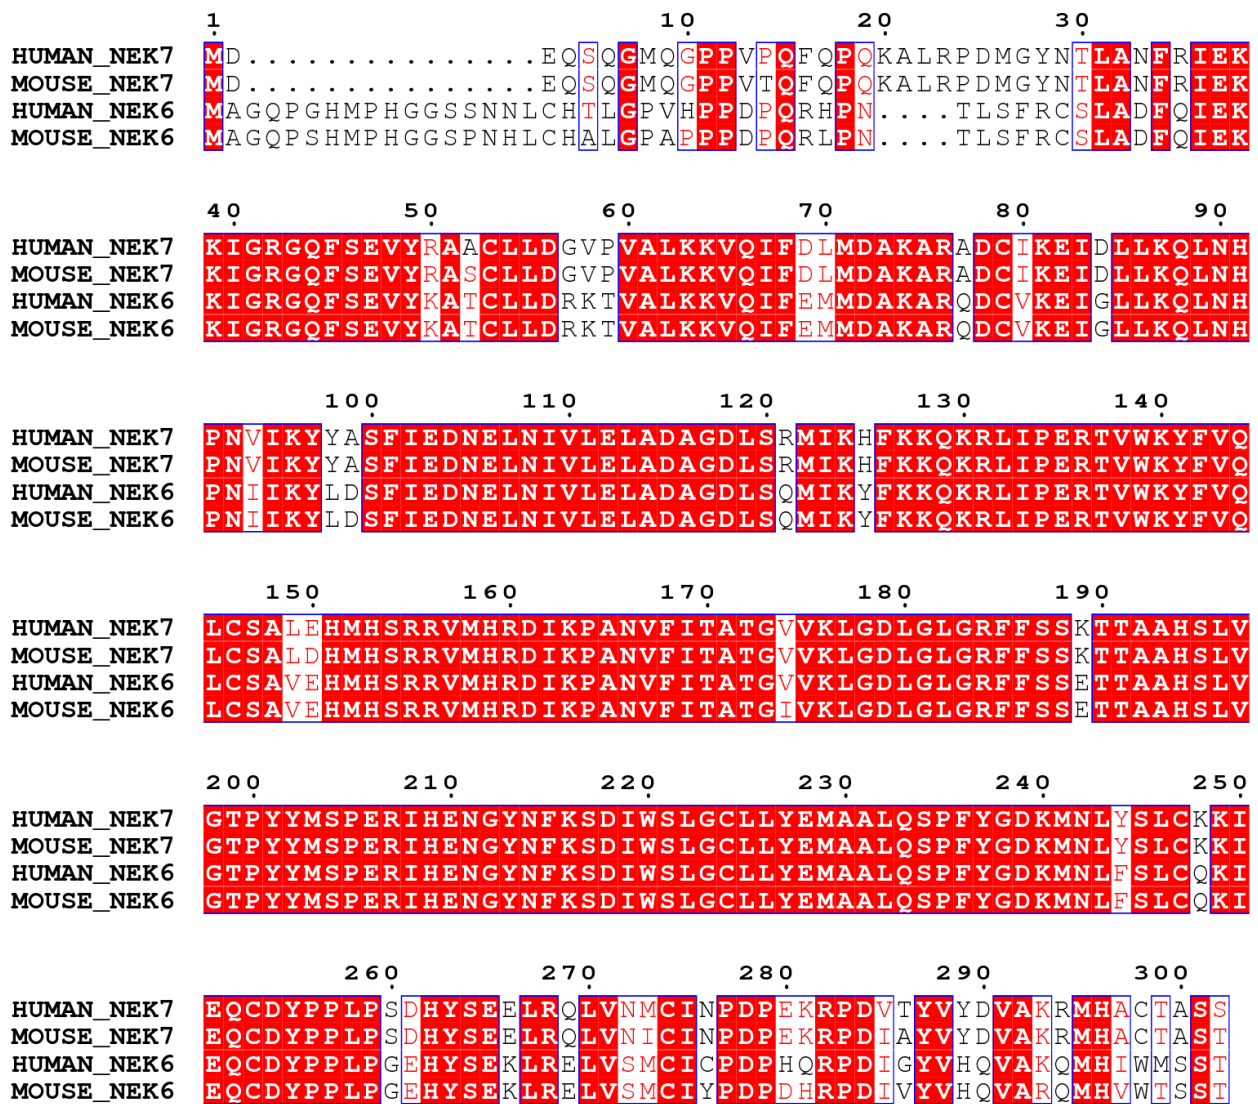 1 10 20 30
HUMAN_NEK7 MD...............EQSQGMQGPPVPQFQPQKALRPDMGYNTLANFRIEK
MOUSE_NEK7 MD...............EQSQGMQGPPVTQFQPQKALRPDMGYNTLANFRIEK
HUMAN_NEK6 MAGQPGHMPHGGSSNNLCHTLGPVHPPDPQRHPN....TLSFRCSLADFQIEK
MOUSE_NEK6 MAGQPSHMPHGGSPNHLCHALGPAPPPDPQRLPN....TLSFRCSLADFQIEK
40 50 60 70 80 90
HUMAN_NEK7 KIGRGQFSEVYRAACLLDGVPVALKKVQIFDLMDAKARADCIKEIDLLKQLNH
MOUSE_NEK7 KIGRGQFSEVYRASCLLDGVPVALKKVQIFDLMDAKARADCIKEIDLLKQLNH
HUMAN_NEK6 KIGRGQFSEVYKATCLLDRKTVALKKVQIFEMMDAKARQDCVKEIGLLKQLNH
MOUSE_NEK6 KIGRGQFSEVYKATCLLDRKTVALKKVQIFEMMDAKARQDCVKEIGLLKQLNH
100 110 120 130 140
HUMAN_NEK7 PNVIKYYASFIEDNELNIVLELADAGDLSRMIKHFKKQKRLIPERTVWKYFVQ
MOUSE_NEK7 PNVIKYYASFIEDNELNIVLELADAGDLSRMIKHFKKQKRLIPERTVWKYFVQ
HUMAN_NEK6 PNIIKYLDSFIEDNELNIVLELADAGDLSQMIKYFKKQKRLIPERTVWKYFVQ
MOUSE_NEK6 PNIIKYLDSFIEDNELNIVLELADAGDLSQMIKYFKKQKRLIPERTVWKYFVQ
150 160 170 180 190
HUMAN_NEK7 LCSALEHMHSRRVMHRDIKPANVFITATGVVKLGDLGLGRFFSSKTTAAHSLV
MOUSE_NEK7 LCSALDHMHSRRVMHRDIKPANVFITATGVVKLGDLGLGRFFSSKTTAAHSLV
HUMAN_NEK6 LCSAVEHMHSRRVMHRDIKPANVFITATGVVKLGDLGLGRFFSSETTAAHSLV
MOUSE_NEK6 LCSAVEHMHSRRVMHRDIKPANVFITATGIVKLGDLGLGRFFSSETTAAHSLV
200 210 220 230 240 250
HUMAN_NEK7 GTPYYMSPERIHENGYNFKSDIWSLGCLLYEMAALQSPFYGDKMNLYSLCKKI
MOUSE_NEK7 GTPYYMSPERIHENGYNFKSDIWSLGCLLYEMAALQSPFYGDKMNLYSLCKKI
HUMAN_NEK6 GTPYYMSPERIHENGYNFKSDIWSLGCLLYEMAALQSPFYGDKMNLFSLCQKI
MOUSE_NEK6 GTPYYMSPERIHENGYNFKSDIWSLGCLLYEMAALQSPFYGDKMNLFSLCQKI
260 270 280 290 300
HUMAN_NEK7 EQCDYPPLPSDHYSEELRQLVNMCINPDPEKRPDVTYVYDVAKRMHACTASS
MOUSE_NEK7 EQCDYPPLPSDHYSEELRQLVNICINPDPEKRPDIAYVYDVAKRMHACTAST
HUMAN_NEK6 EQCDYPPLPGEHYSEKLRELVSMCICPDPHQRPDIGYVHQVAKQMHIWMSST
MOUSE_NEK6 EQCDYPPLPGEHYSEKLRELVSMCIYPDPDHRPDIVYVHQVARQMHVWTSST